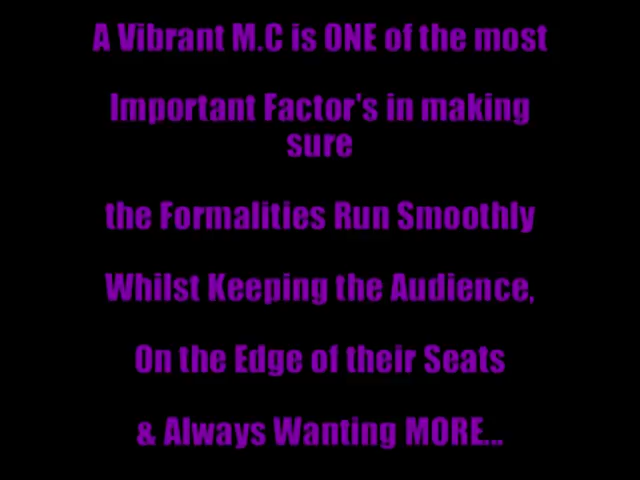 A Vibrant M.C is ONE of the most
Important Factor's in making
sure
the Formalities Run Smoothly
Whilst Keeping the Audience,
On the Edge of their Seats
& Always Wanting MORE...